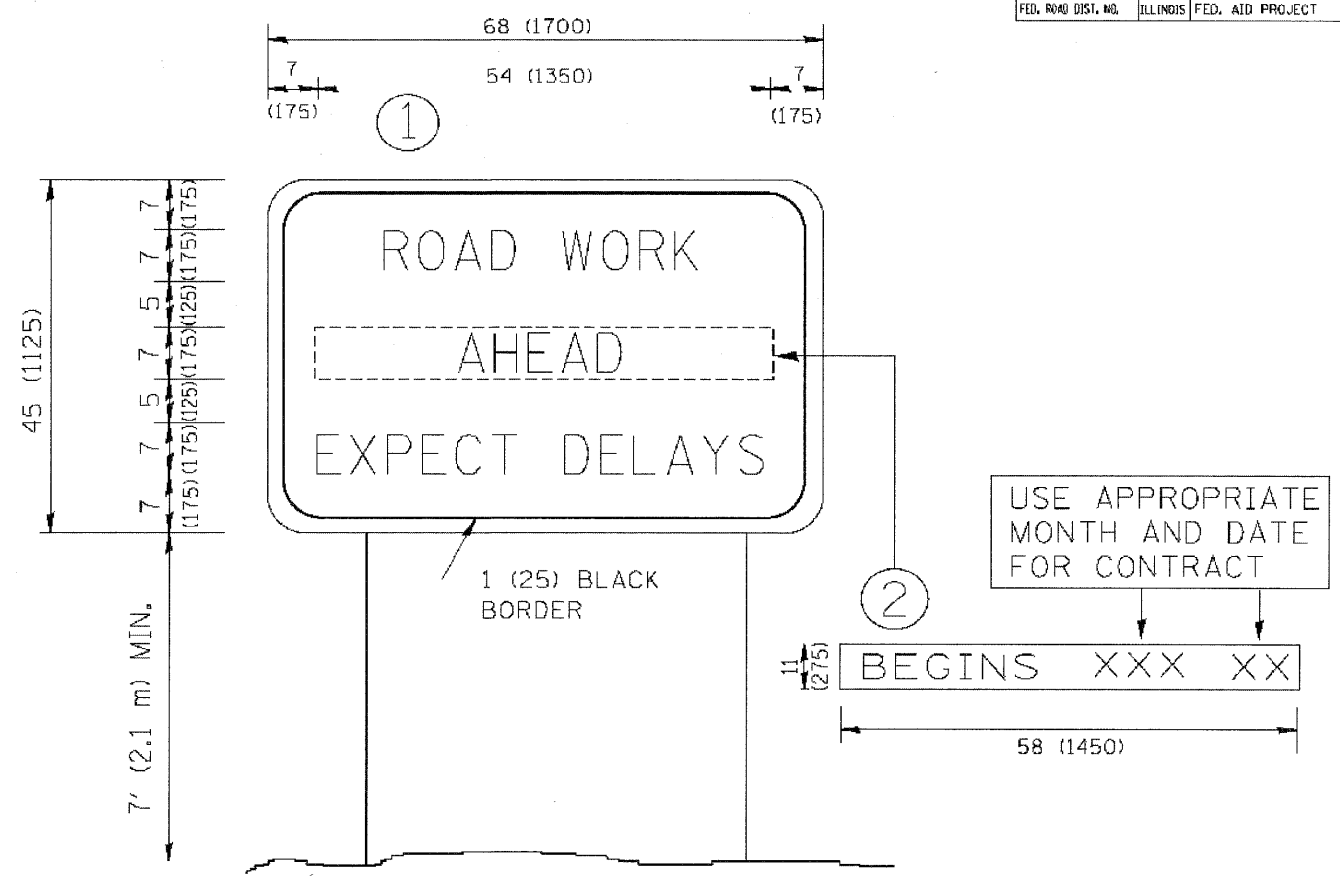 FED. ROAD DIST. NO. ILLINOIS FED. AID PROJECT
68 (1700)
7 54 (1350) 7
(175) (175)
1
7 (175)
7 (175)
5 (125)
7 (175)
5 (125)
7 (175)
7 (175)
45 (1125)
ROAD WORK
AHEAD
EXPECT DELAYS
1 (25) BLACK
BORDER
7' (2.1 m) MIN.
USE APPROPRIATE
MONTH AND DATE
FOR CONTRACT
2
11
(275)
BEGINS XXX XX
58 (1450)